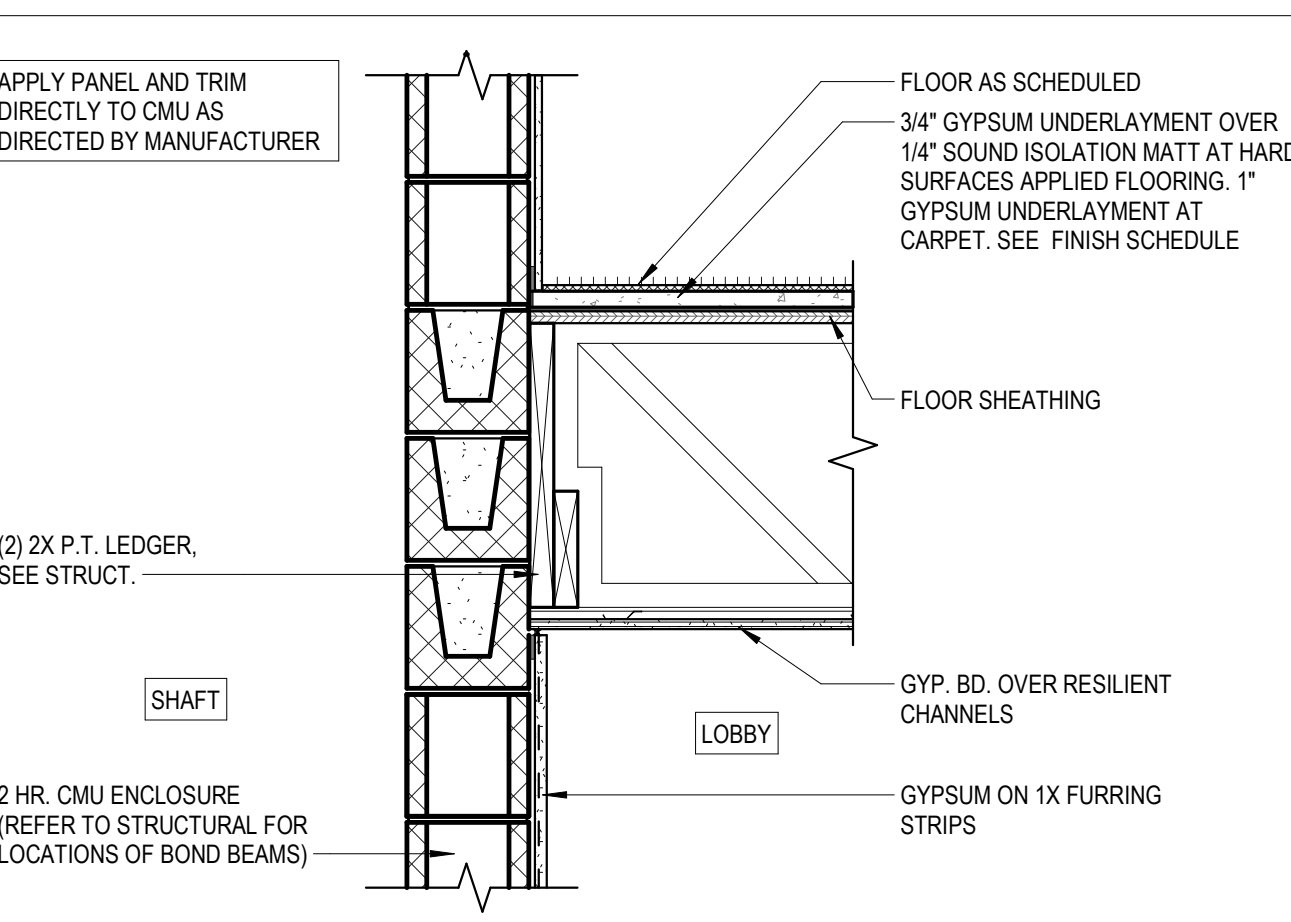 APPLY PANEL AND TRIM
DIRECTLY TO CMU AS
DIRECTED BY MANUFACTURER
FLOOR AS SCHEDULED
3/4" GYPSUM UNDERLAYMENT OVER
1/4" SOUND ISOLATION MATT AT HARD
SURFACES APPLIED FLOORING. 1"
GYPSUM UNDERLAYMENT AT
CARPET. SEE FINISH SCHEDULE
FLOOR SHEATHING
(2) 2X P.T. LEDGER,
SEE STRUCT.
SHAFT
GYP. BD. OVER RESILIENT
CHANNELS
LOBBY
2 HR. CMU ENCLOSURE
(REFER TO STRUCTURAL FOR
LOCATIONS OF BOND BEAMS)
GYPSUM ON 1X FURRING
STRIPS